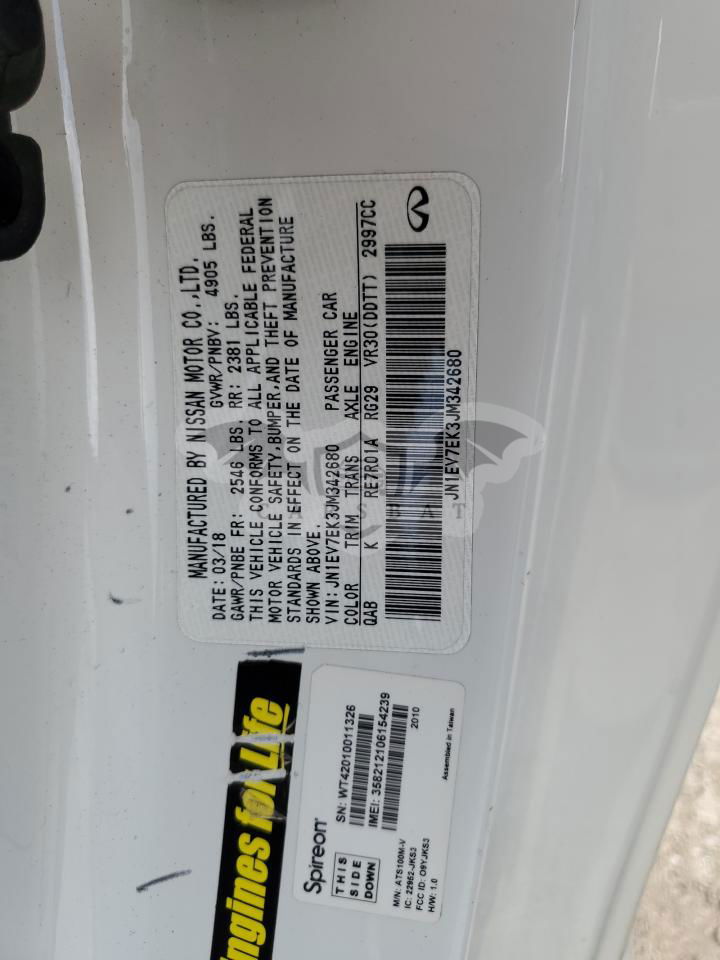 MANUFACTURED BY NISSAN MOTOR CO.,LTD.
DATE: 03/18 GVWR/PNBV: 4905 LBS.
GAWR/PNBE FR: 2546 LBS. RR: 2381 LBS.
THIS VEHICLE CONFORMS TO ALL APPLICABLE FEDERAL
MOTOR VEHICLE SAFETY,BUMPER,AND THEFT PREVENTION
STANDARDS IN EFFECT ON THE DATE OF MANUFACTURE
SHOWN ABOVE.
VIN:JN1EV7EK3JM342680 PASSENGER CAR
COLOR TRIM TRANS AXLE ENGINE
QAB K RE7R01A RG29 VR30(DDTT) 2997CC
JN1EV7EK3JM342680
Engines for Life
Spireon
THIS
SIDE
DOWN
SN: WT42010011326
IMEI: 358212106154239
2010
M/N: ATS100M-V
IC: 22952-JKS3
FCC ID: O9YJKS3
H/W: 1.0
Assembled in Taiwan